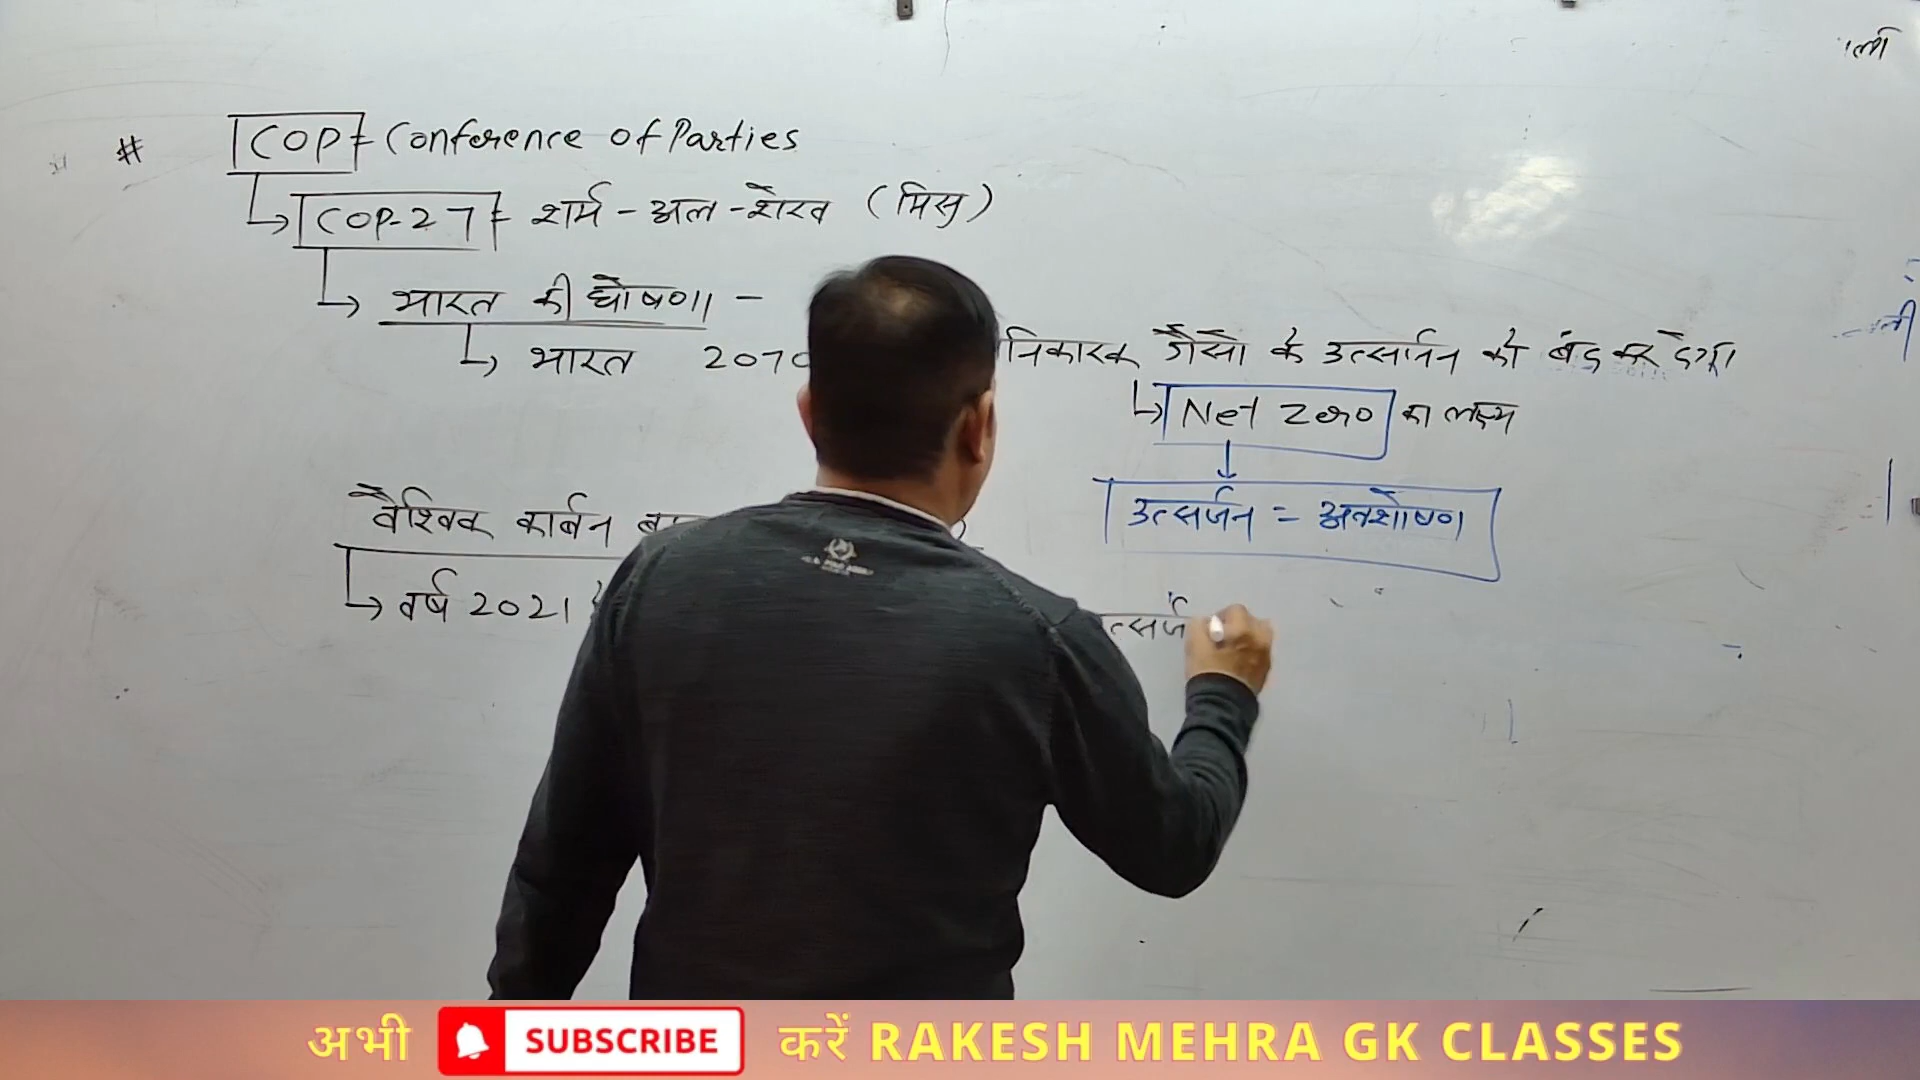 # COP = Conference of Parties
COP-27 = शर्म - अल - शेख (मिस्र)
भारत की घोषणा -
भारत 2070 निकारक गैसों के उत्सर्जन को बंद कर देगा
Net Zero का लक्ष्य
उत्सर्जन = अवशोषण
वैश्विक कार्बन
वर्ष 2021
त्सर्ज
अभी SUBSCRIBE करें RAKESH MEHRA GK CLASSES